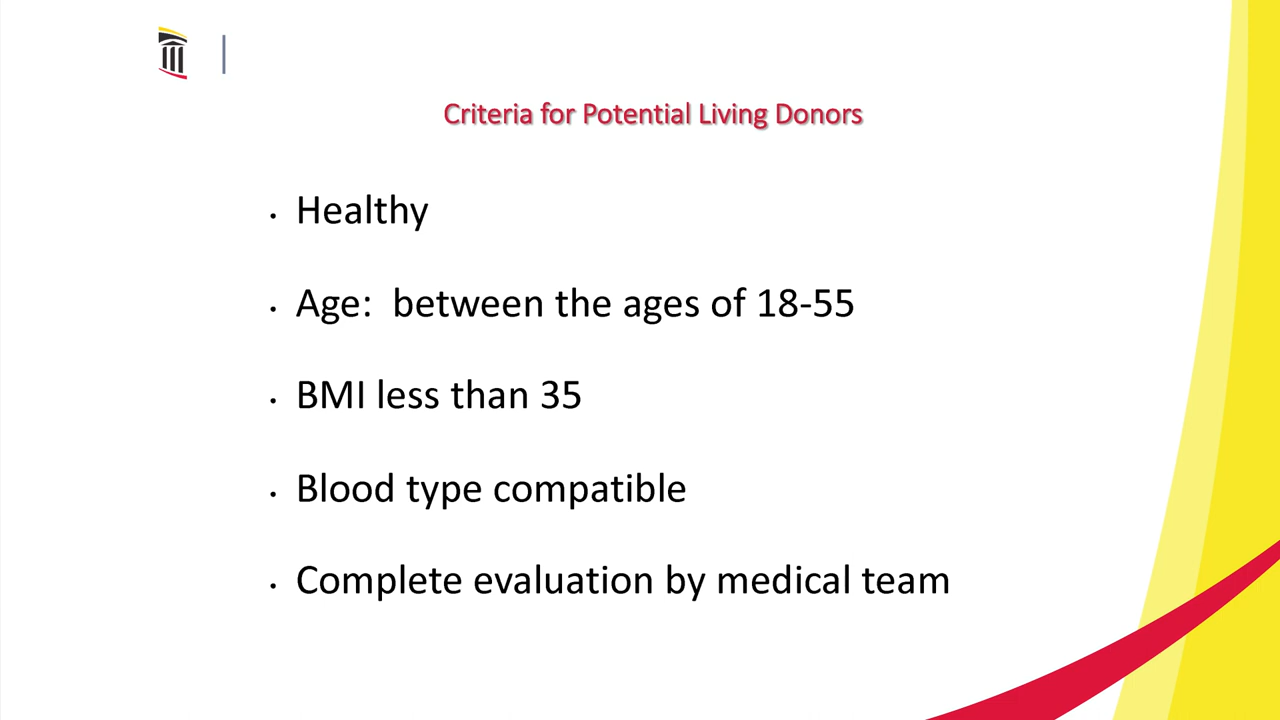 Criteria for Potential Living Donors
• Healthy
• Age:  between the ages of 18-55
• BMI less than 35
• Blood type compatible
• Complete evaluation by medical team